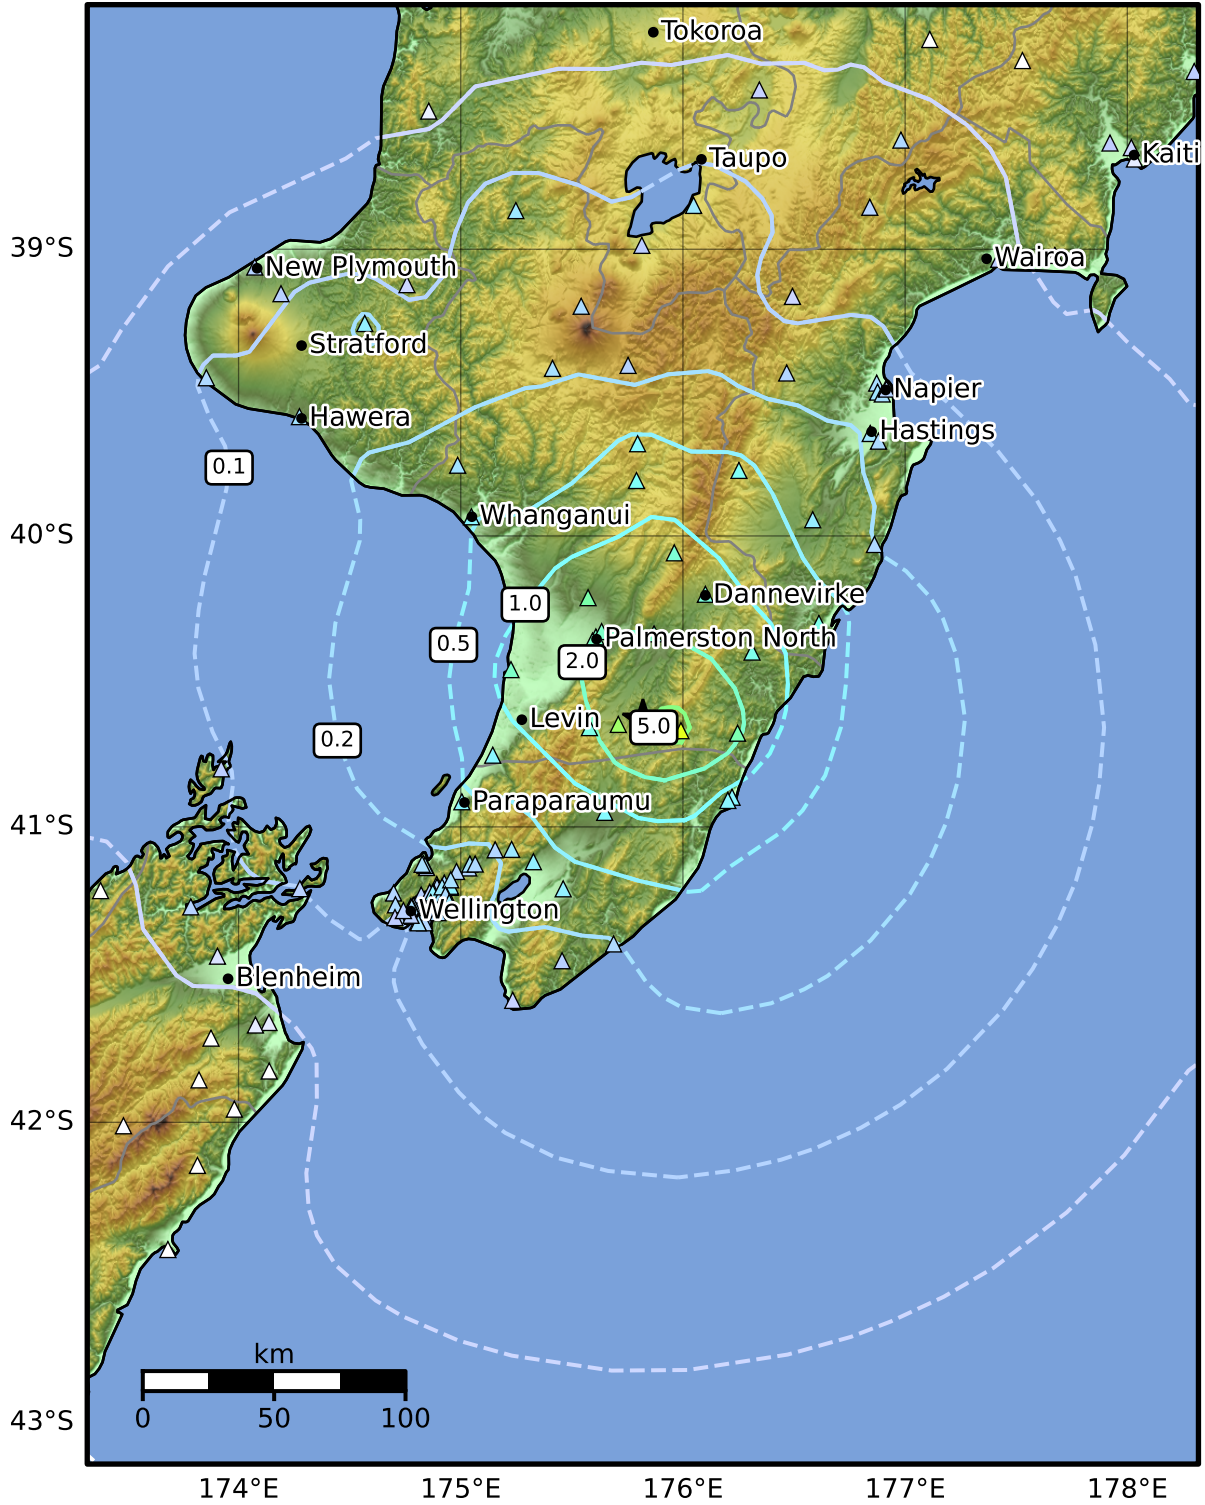 Tokoroa
Taupo
Kaiti
39°S
New Plymouth
Wairoa
Stratford
Napier
Hawera
Hastings
0.1
Whanganui
40°S
1.0
Dannevirke
0.5
Palmerston North
2.0
Levin
5.0
0.2
Paraparaumu
41°S
Wellington
Blenheim
42°S
km
0
50
100
43°S
174°E
175°E
176°E
177°E
178°E